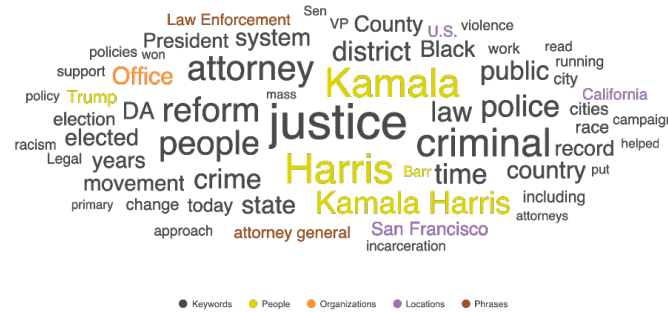 Sen
Law Enforcement VP County U.S. violence
policies won President system district Black work read
support Office attorney Kamala public running
city
policy Trump mass California
election DA reform justice law police cities campaign
race
racism elected people criminal record helped
Legal years Harris Barr time country put
movement crime
primary change today state Kamala Harris including
attorneys
approach attorney general San Francisco
incarceration
Keywords People Organizations Locations Phrases